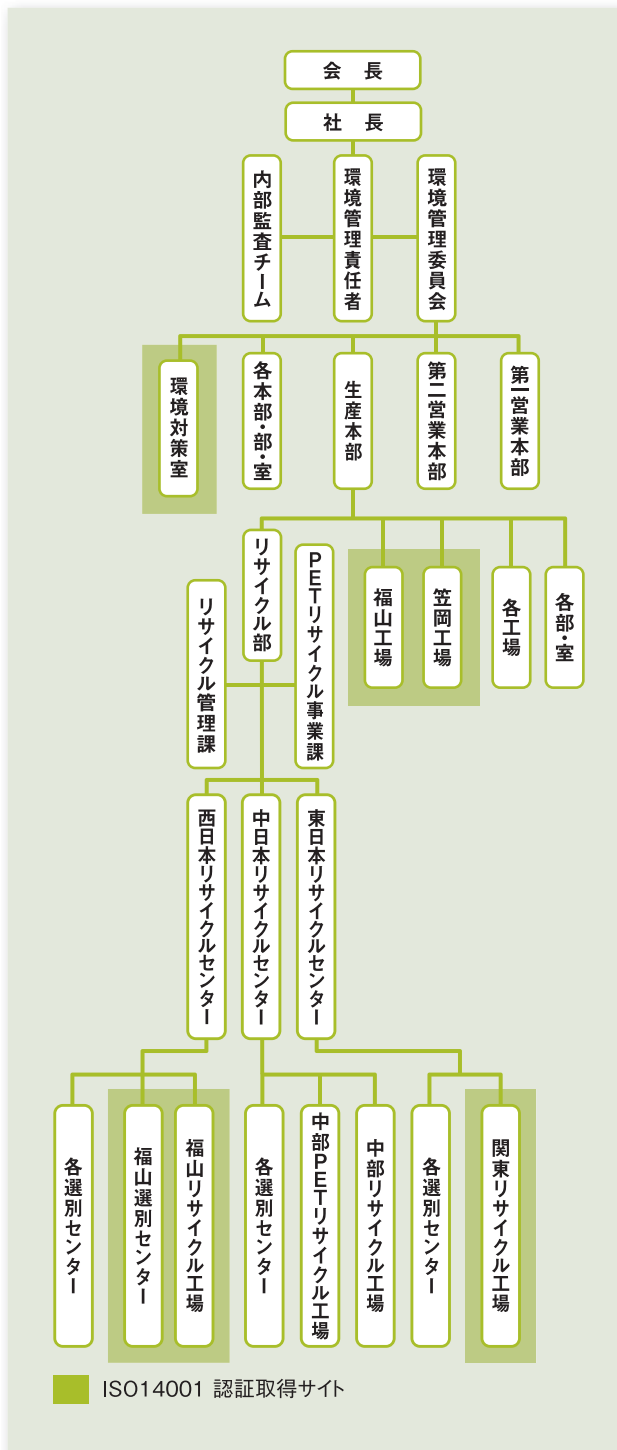 会 長
社 長
環境管理委員会
環境管理責任者
内部監査チーム
第一営業本部
第二営業本部
生産本部
各本部・部・室
環境対策室
各部・室
各工場
笠岡工場
福山工場
リサイクル部
PETリサイクル事業課
リサイクル管理課
東日本リサイクルセンター
中日本リサイクルセンター
西日本リサイクルセンター
関東リサイクル工場
各選別センター
中部リサイクル工場
中部PETリサイクル工場
各選別センター
福山リサイクル工場
福山選別センター
各選別センター
ISO14001 認証取得サイト